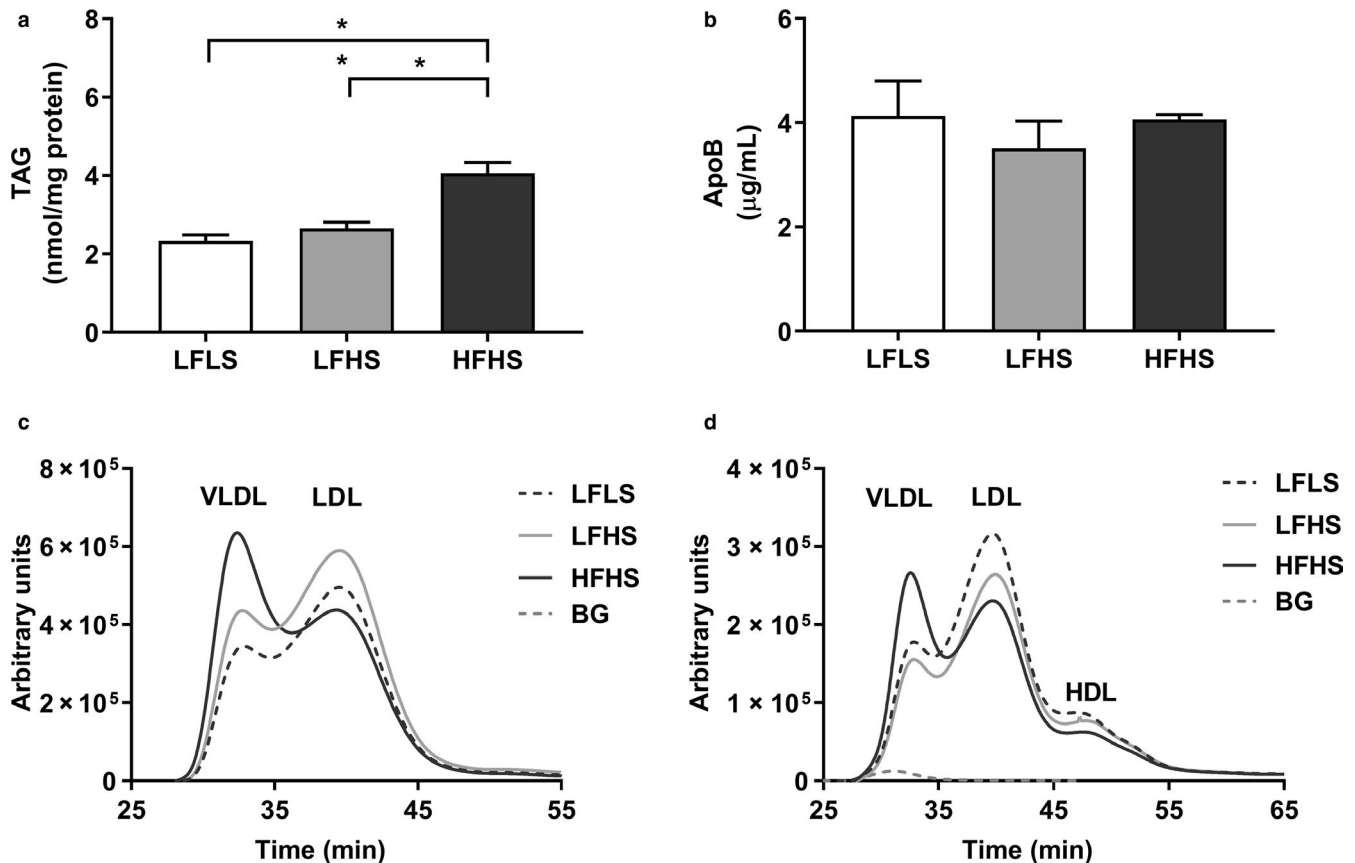 a
TAG
(nmol/mg protein)
8
6
4
2
0
*
*
*
LFLS
LFHS
HFHS
b
ApoB
(μg/mL)
6
4
2
0
LFLS
LFHS
HFHS
c
Arbitrary units
8 × 10⁵
6 × 10⁵
4 × 10⁵
2 × 10⁵
0
VLDL
LDL
LFLS
LFHS
HFHS
BG
25
35
45
55
Time (min)
d
Arbitrary units
4 × 10⁵
3 × 10⁵
2 × 10⁵
1 × 10⁵
0
VLDL
LDL
HDL
LFLS
LFHS
HFHS
BG
25
35
45
55
65
Time (min)